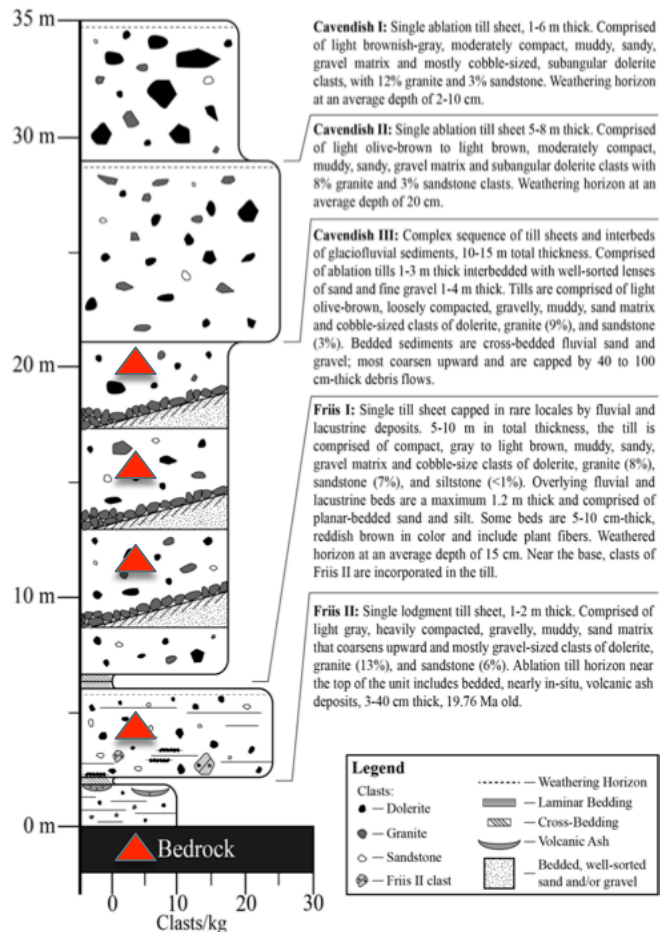 35 m
30 m
20 m
10 m
0 m
Bedrock
0 10 20 30
Clasts/kg
Cavendish I: Single ablation till sheet, 1-6 m thick. Comprised
of light brownish-gray, moderately compact, muddy, sandy,
gravel matrix and mostly cobble-sized, subangular dolerite
clasts, with 12% granite and 3% sandstone. Weathering horizon
at an average depth of 2-10 cm.
Cavendish II: Single ablation till sheet 5-8 m thick. Comprised
of light olive-brown to light brown, moderately compact,
muddy, sandy, gravel matrix and subangular dolerite clasts with
8% granite and 3% sandstone clasts. Weathering horizon at an
average depth of 20 cm.
Cavendish III: Complex sequence of till sheets and interbeds
of glaciofluvial sediments, 10-15 m total thickness. Comprised
of ablation tills 1-3 m thick interbedded with well-sorted lenses
of sand and fine gravel 1-4 m thick. Tills are comprised of light
olive-brown, loosely compacted, gravelly, muddy, sand matrix
and cobble-sized clasts of dolerite, granite (9%), and sandstone
(3%). Bedded sediments are cross-bedded fluvial sand and
gravel; most coarsen upward and are capped by 40 to 100
cm-thick debris flows.
Friis I: Single till sheet capped in rare locales by fluvial and
lacustrine deposits. 5-10 m in total thickness, the till is
comprised of compact, gray to light brown, muddy, sandy,
gravel matrix and cobble-size clasts of dolerite, granite (8%),
sandstone (7%), and siltstone (<1%). Overlying fluvial and
lacustrine beds are a maximum 1.2 m thick and comprised of
planar-bedded sand and silt. Some beds are 5-10 cm-thick,
reddish brown in color and include plant fibers. Weathered
horizon at an average depth of 15 cm. Near the base, clasts of
Friis II are incorporated in the till.
Friis II: Single lodgment till sheet, 1-2 m thick. Comprised of
light gray, heavily compacted, gravelly, muddy, sand matrix
that coarsens upward and mostly gravel-sized clasts of dolerite,
granite (13%), and sandstone (6%). Ablation till horizon near
the top of the unit includes bedded, nearly in-situ, volcanic ash
deposits, 3-40 cm thick, 19.76 Ma old.
Legend
Clasts:
– Dolerite
– Granite
– Sandstone
– Friis II clast
– Weathering Horizon
– Laminar Bedding
– Cross-Bedding
– Volcanic Ash
– Bedded, well-sorted
sand and/or gravel